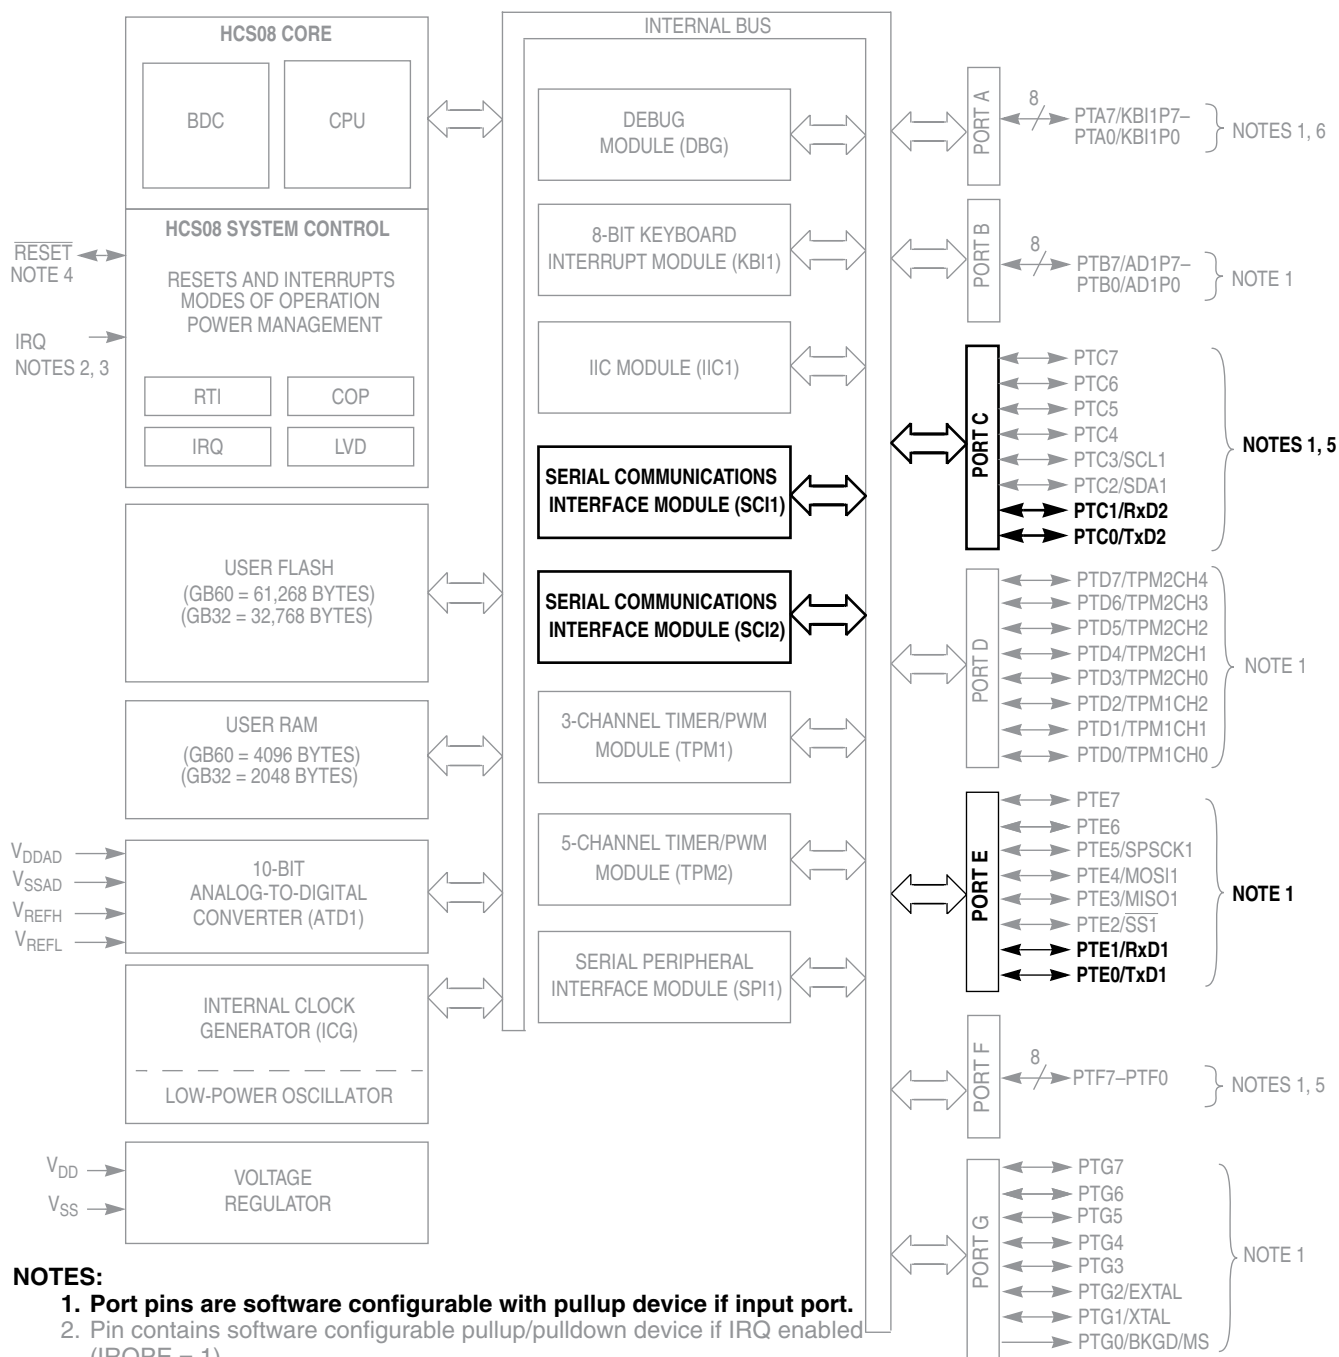 HCS08 CORE
BDC
CPU
HCS08 SYSTEM CONTROL
RESETS AND INTERRUPTS
MODES OF OPERATION
POWER MANAGEMENT
RTI
COP
IRQ
LVD
RESET
NOTE 4
IRQ
NOTES 2, 3
USER FLASH
(GB60 = 61,268 BYTES)
(GB32 = 32,768 BYTES)
USER RAM
(GB60 = 4096 BYTES)
(GB32 = 2048 BYTES)
VDDAD
VSSAD
VREFH
VREFL
10-BIT
ANALOG-TO-DIGITAL
CONVERTER (ATD1)
INTERNAL CLOCK
GENERATOR (ICG)
LOW-POWER OSCILLATOR
VDD
VSS
VOLTAGE
REGULATOR
INTERNAL BUS
DEBUG
MODULE (DBG)
8-BIT KEYBOARD
INTERRUPT MODULE (KBI1)
IIC MODULE (IIC1)
SERIAL COMMUNICATIONS
INTERFACE MODULE (SCI1)
SERIAL COMMUNICATIONS
INTERFACE MODULE (SCI2)
3-CHANNEL TIMER/PWM
MODULE (TPM1)
5-CHANNEL TIMER/PWM
MODULE (TPM2)
SERIAL PERIPHERAL
INTERFACE MODULE (SPI1)
PORT A
8
PTA7/KBI1P7–
PTA0/KBI1P0
NOTES 1, 6
PORT B
8
PTB7/AD1P7–
PTB0/AD1P0
NOTE 1
PORT C
PTC7
PTC6
PTC5
PTC4
PTC3/SCL1
PTC2/SDA1
PTC1/RxD2
PTC0/TxD2
NOTES 1, 5
PORT D
PTD7/TPM2CH4
PTD6/TPM2CH3
PTD5/TPM2CH2
PTD4/TPM2CH1
PTD3/TPM2CH0
PTD2/TPM1CH2
PTD1/TPM1CH1
PTD0/TPM1CH0
NOTE 1
PORT E
PTE7
PTE6
PTE5/SPSCK1
PTE4/MOSI1
PTE3/MISO1
PTE2/SS1
PTE1/RxD1
PTE0/TxD1
NOTE 1
PORT F
8
PTF7–PTF0
NOTES 1, 5
PORT G
PTG7
PTG6
PTG5
PTG4
PTG3
PTG2/EXTAL
PTG1/XTAL
PTG0/BKGD/MS
NOTE 1
NOTES:
1. Port pins are software configurable with pullup device if input port.
2. Pin contains software configurable pullup/pulldown device if IRQ enabled